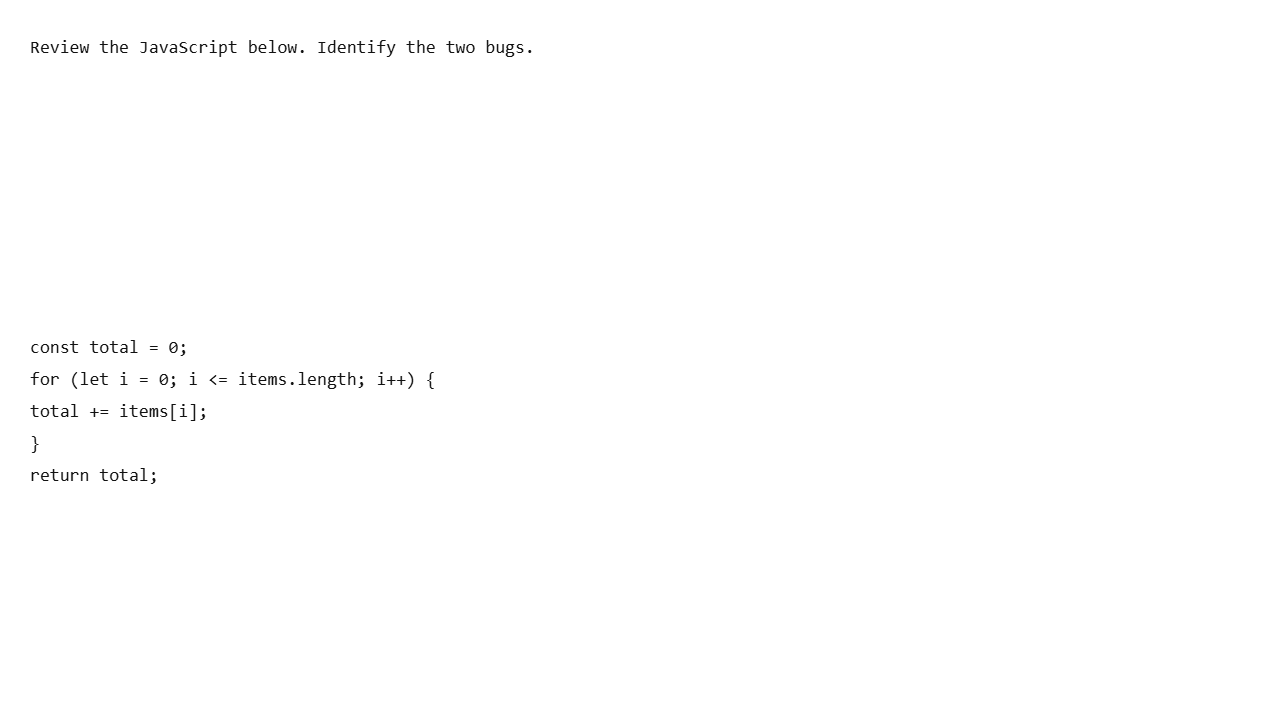 Review the JavaScript below. Identify the two bugs.
const total = 0;
for (let i = 0; i <= items.length; i++) {
total += items[i];
}
return total;